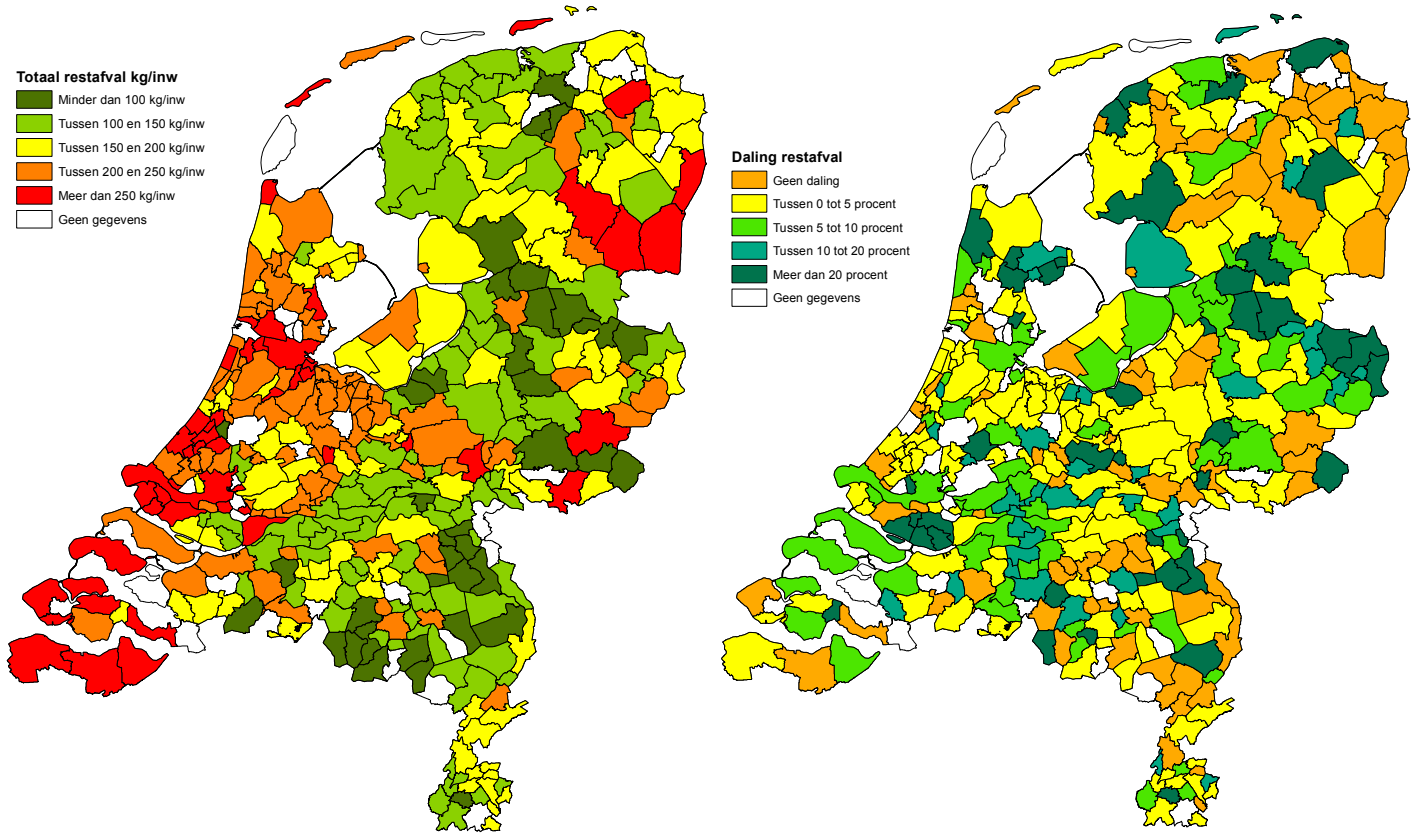 Totaal restafval kg/inw
Minder dan 100 kg/inw
Tussen 100 en 150 kg/inw
Tussen 150 en 200 kg/inw
Tussen 200 en 250 kg/inw
Meer dan 250 kg/inw
Geen gegevens
Daling restafval
Geen daling
Tussen 0 tot 5 procent
Tussen 5 tot 10 procent
Tussen 10 tot 20 procent
Meer dan 20 procent
Geen gegevens